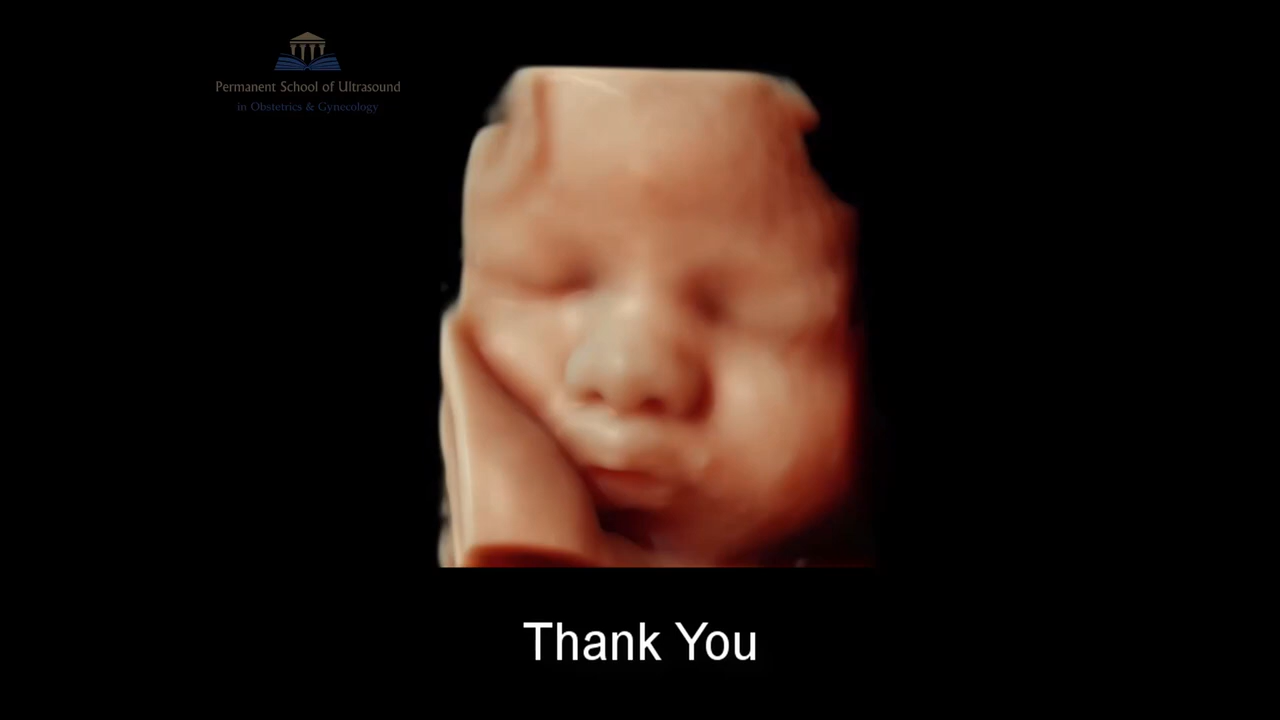 Permanent School of Ultrasound
in Obstetrics & Gynecology
Thank You